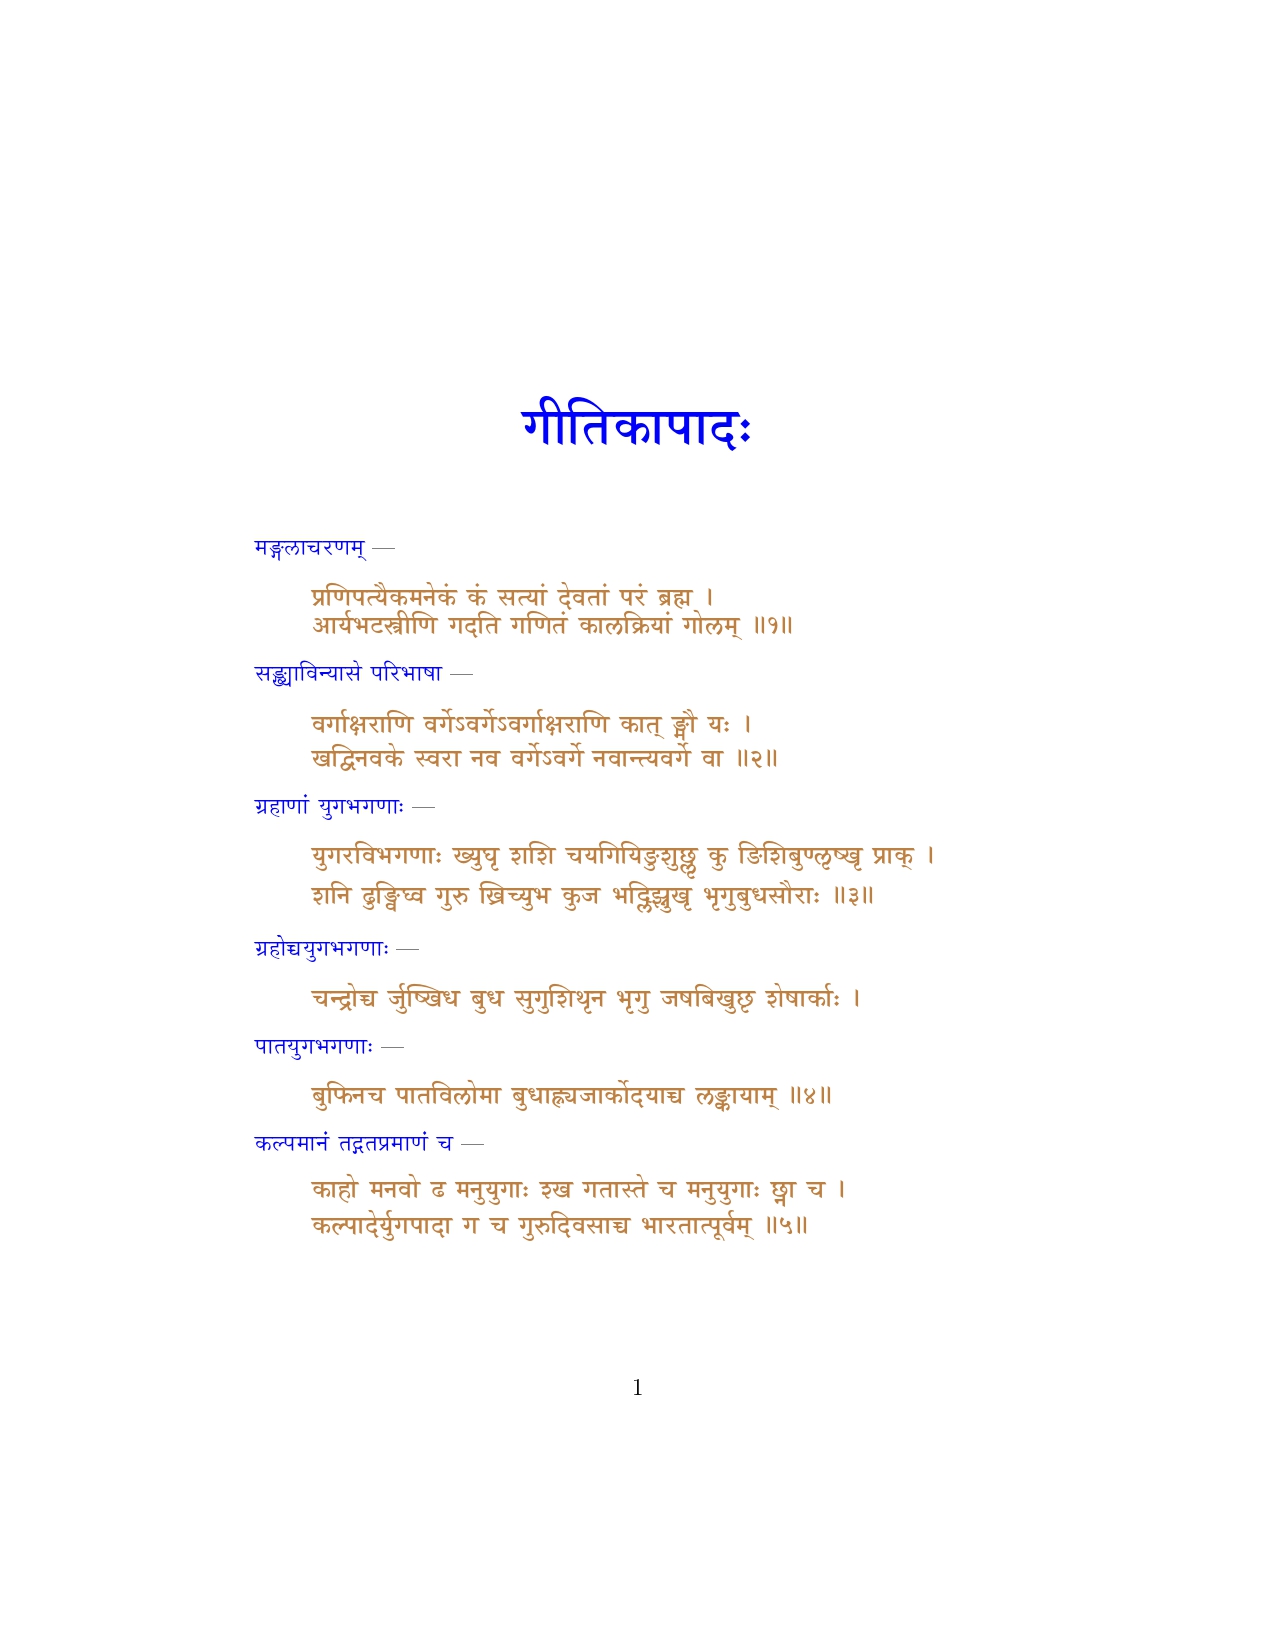 गीतिकापादः
मङ्गलाचरणम् —
प्रणिपत्यैकमनेकं कं सत्यां देवतां परं ब्रह्म ।
आर्यभटस्त्रीणि गदति गणितं कालक्रियां गोलम् ॥१॥
सङ्ख्याविन्यासे परिभाषा —
वर्गाक्षराणि वर्गेऽवर्गेऽवर्गाक्षराणि कात् ङ्मौ यः ।
खद्विनवके स्वरा नव वर्गेऽवर्गे नवान्त्यवर्गे वा ॥२॥
ग्रहाणां युगभगणाः —
युगरविभगणाः ख्युघृ शशि चयगियिङुशुछ्लृ कु ङिशिबुण्लृष्खृ प्राक् ।
शनि ढुङ्विघ्व गुरु ख्रिच्युभ कुज भद्लिझ्नुखृ भृगुबुधसौराः ॥३॥
ग्रहोच्चयुगभगणाः —
चन्द्रोच्च र्जुष्खिध बुध सुगुशिथृन भृगु जषबिखुछृ शेषार्काः ।
पातयुगभगणाः —
बुफिनच पातविलोमा बुधाह्न्यजार्कोदयाच्च लङ्कायाम् ॥४॥
कल्पमानं तद्गतप्रमाणं च —
काहो मनवो ढ मनुयुगाः श्ख गतास्ते च मनुयुगाः छ्ना च ।
कल्पादेर्युगपादा ग च गुरुदिवसाच्च भारतात्पूर्वम् ॥५॥
1